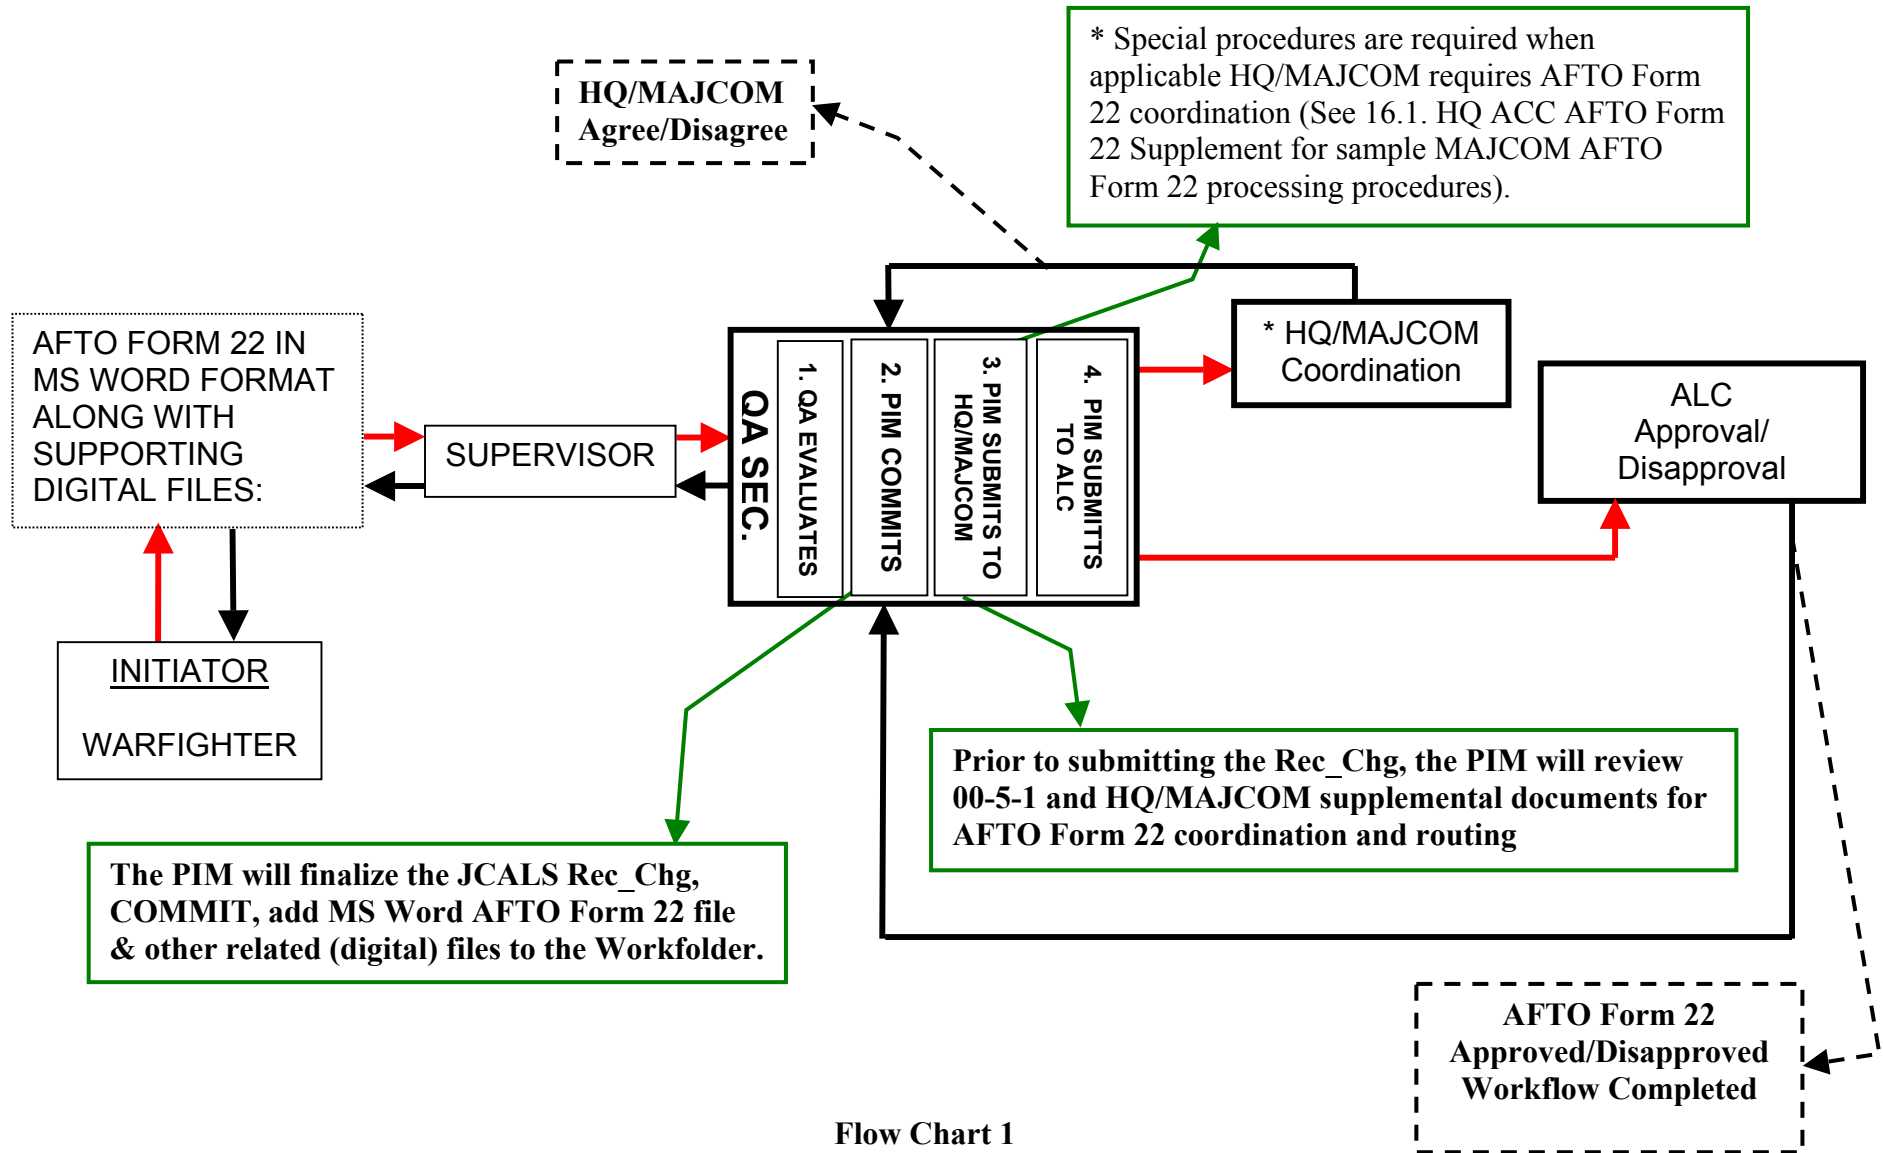 * Special procedures are required when
applicable HQ/MAJCOM requires AFTO Form
22 coordination (See 16.1. HQ ACC AFTO Form
22 Supplement for sample MAJCOM AFTO
Form 22 processing procedures).
HQ/MAJCOM
Agree/Disagree
AFTO FORM 22 IN
MS WORD FORMAT
ALONG WITH
SUPPORTING
DIGITAL FILES:
SUPERVISOR
QA SEC.
1. QA EVALUATES
2. PIM COMMITS
3. PIM SUBMITS TO
HQ/MAJCOM
4. PIM SUBMITTS
TO ALC
* HQ/MAJCOM
Coordination
ALC
Approval/
Disapproval
INITIATOR
WARFIGHTER
Prior to submitting the Rec_Chg, the PIM will review
00-5-1 and HQ/MAJCOM supplemental documents for
AFTO Form 22 coordination and routing
The PIM will finalize the JCALS Rec_Chg,
COMMIT, add MS Word AFTO Form 22 file
& other related (digital) files to the Workfolder.
AFTO Form 22
Approved/Disapproved
Workflow Completed
Flow Chart 1